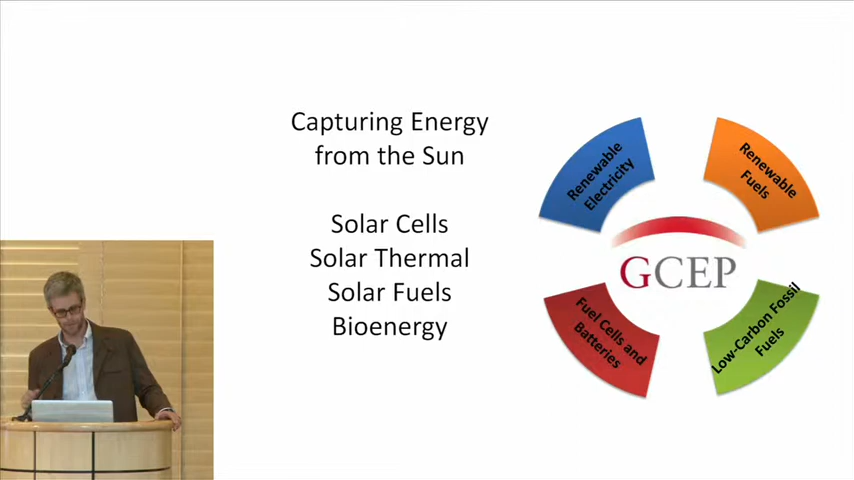 Capturing Energy
from the Sun
Solar Cells
Solar Thermal
Solar Fuels
Bioenergy
Renewable
Electricity
Renewable
Fuels
GCEP
Fuel Cells and
Batteries
Low-Carbon Fossil
Fuels